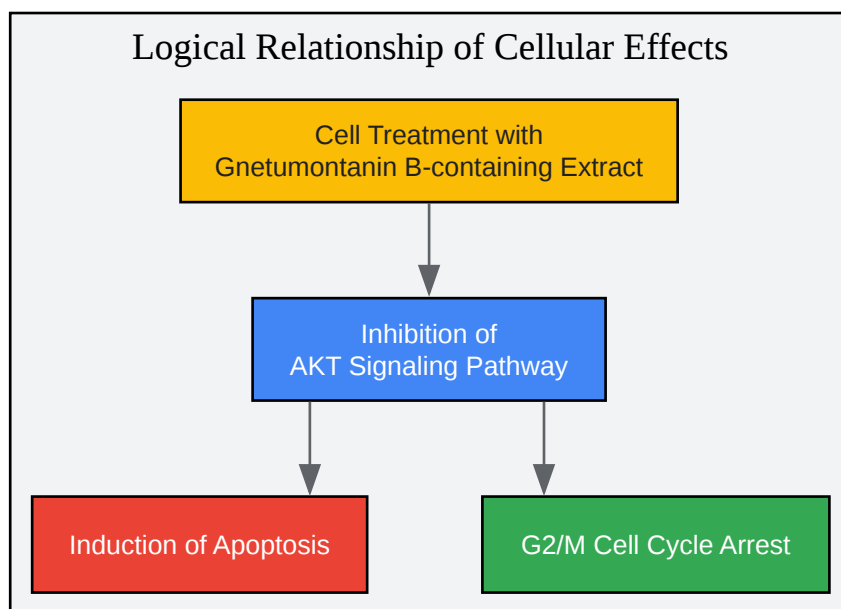 Logical Relationship of Cellular Effects
Cell Treatment with
Gnetumontanin B-containing Extract
Inhibition of
AKT Signaling Pathway
Induction of Apoptosis
G2/M Cell Cycle Arrest